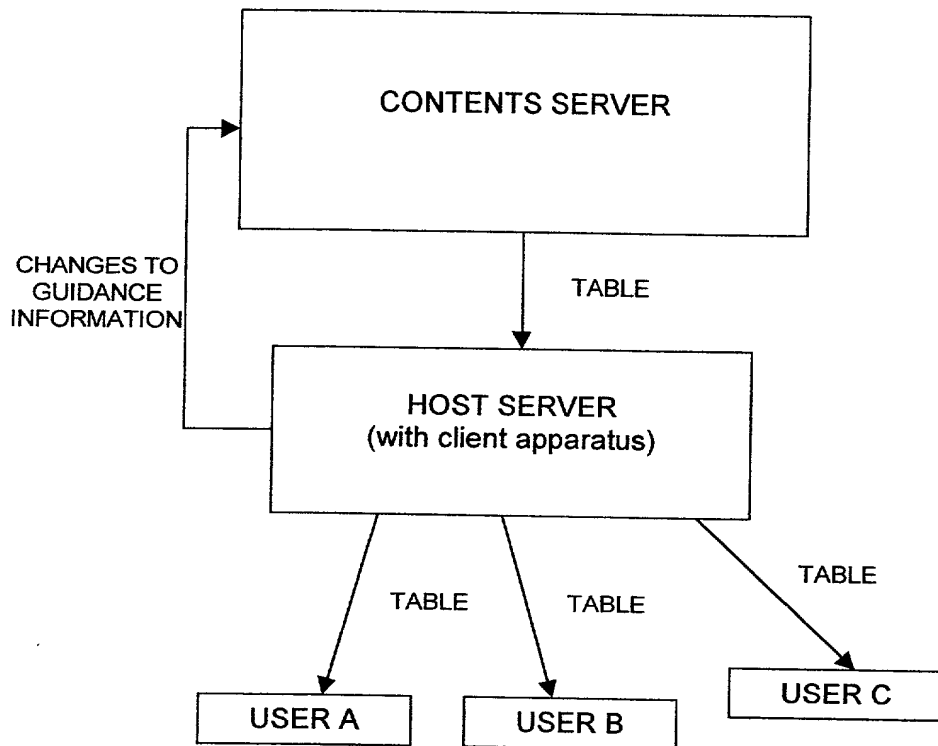 CONTENTS SERVER
CHANGES TO
GUIDANCE
INFORMATION
TABLE
HOST SERVER
(with client apparatus)
TABLE
TABLE
TABLE
USER A
USER B
USER C